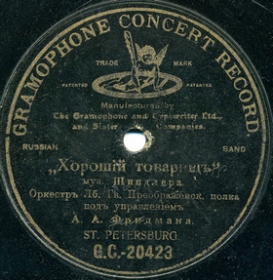 GRAMOPHONE CONCERT RECORD.
TRADE MARK
PATENTED PATENTED
Manufactured by
The Gramophone and Typewriter Ltd.,
and Sister Companies.
RUSSIAN BAND
„Хорошій товарищъ“
муз.
Оркестръ Лб. Гв. Преображенск. полка
подъ управленіемъ
А. А. Фридмана.
ST. PETERSBURG
G.C.-20423